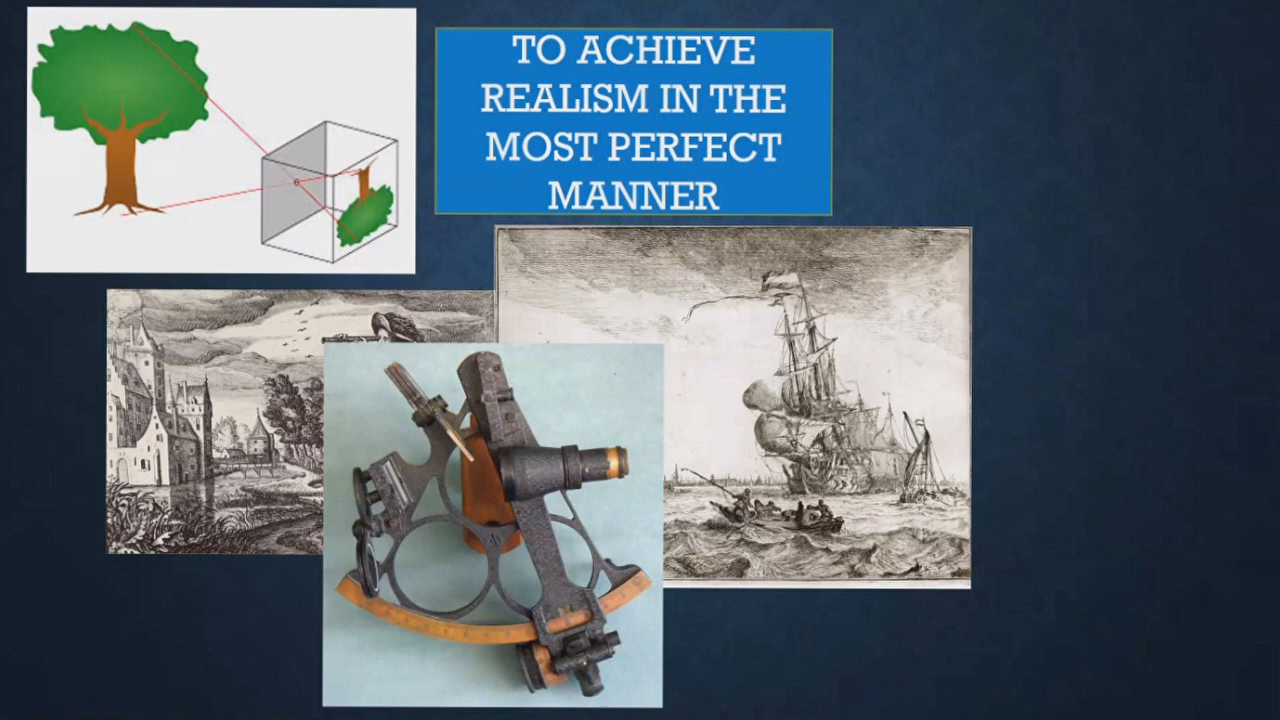 TO ACHIEVE
REALISM IN THE
MOST PERFECT
MANNER